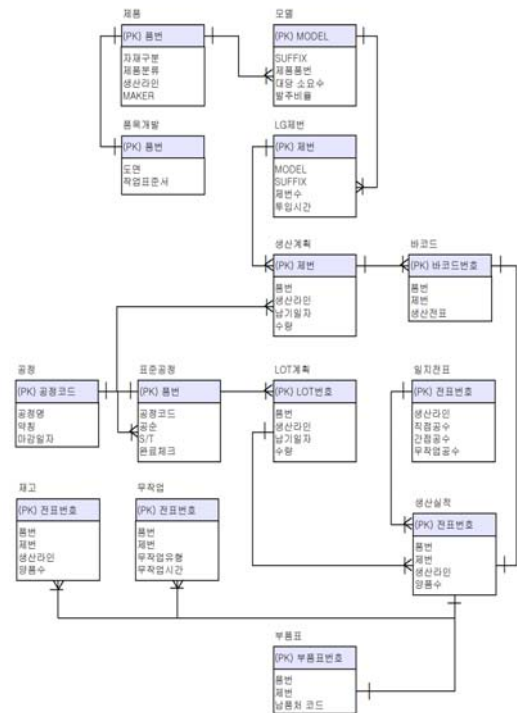 제품
(PK) 품번
자재구분
제품분류
생산라인
MAKER
모델
(PK) MODEL
SUFFIX
제품품번
대당 소요수
발주비율
품목개발
(PK) 품번
도면
작업표준서
LG제번
(PK) 제번
MODEL
SUFFIX
제번수
투입시간
생산계획
(PK) 제번
품번
생산라인
납기일자
수량
바코드
(PK) 바코드번호
품번
제번
생산전표
공정
(PK) 공정코드
공정명
약칭
마감일자
표준공정
(PK) 품번
공정코드
공순
S/T
완료체크
LOT계획
(PK) LOT번호
품번
생산라인
납기일자
수량
일지전표
(PK) 전표번호
생산라인
직접공수
간접공수
무작업공수
재고
(PK) 전표번호
품번
제번
생산라인
양품수
무작업
(PK) 전표번호
품번
제번
무작업유형
무작업시간
생산실적
(PK) 전표번호
품번
제번
생산라인
양품수
부품표
(PK) 부품표번호
품번
제번
납품처 코드